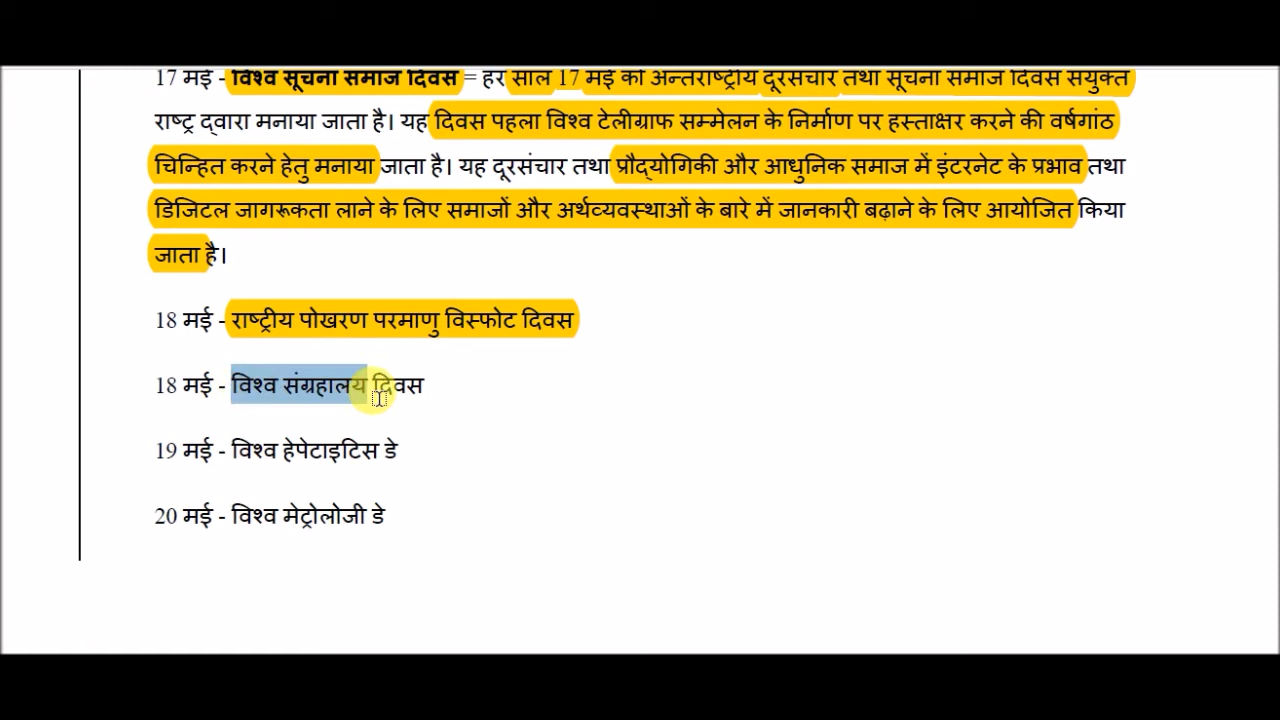 17 मई - विश्व सूचना समाज दिवस = हर साल 17 मई को अन्तराष्ट्रीय दूरसंचार तथा सूचना समाज दिवस संयुक्त
राष्ट्र द्वारा मनाया जाता है। यह दिवस पहला विश्व टेलीग्राफ सम्मेलन के निर्माण पर हस्ताक्षर करने की वर्षगांठ
चिन्हित करने हेतु मनाया जाता है। यह दूरसंचार तथा प्रौद्योगिकी और आधुनिक समाज में इंटरनेट के प्रभाव तथा
डिजिटल जागरूकता लाने के लिए समाजों और अर्थव्यवस्थाओं के बारे में जानकारी बढ़ाने के लिए आयोजित किया
जाता है।
18 मई - राष्ट्रीय पोखरण परमाणु विस्फोट दिवस
18 मई - विश्व संग्रहालय दिवस
19 मई - विश्व हेपेटाइटिस डे
20 मई - विश्व मेट्रोलोजी डे